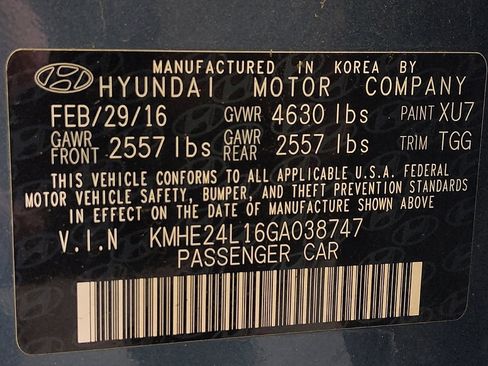 MANUFACTURED IN KOREA BY
HYUNDAI MOTOR COMPANY
FEB/29/16 GVWR 4630 lbs PAINT XU7
GAWR FRONT 2557 lbs GAWR REAR 2557 lbs TRIM TGG
THIS VEHICLE CONFORMS TO ALL APPLICABLE U.S.A. FEDERAL
MOTOR VEHICLE SAFETY, BUMPER, AND THEFT PREVENTION STANDARDS
IN EFFECT ON THE DATE OF MANUFACTURE SHOWN ABOVE
V.I.N KMHE24L16GA038747
PASSENGER CAR